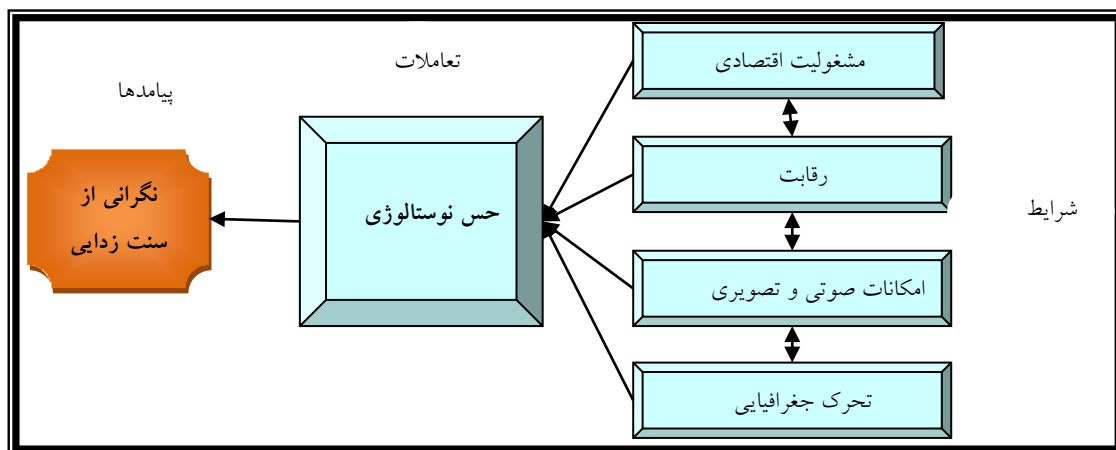 شرایط
مشغولیت اقتصادی
رقابت
امکانات صوتی و تصویری
تحرک جغرافیایی
تعاملات
حس نوستالوژی
پیامدها
نگرانی از
سنت زدایی